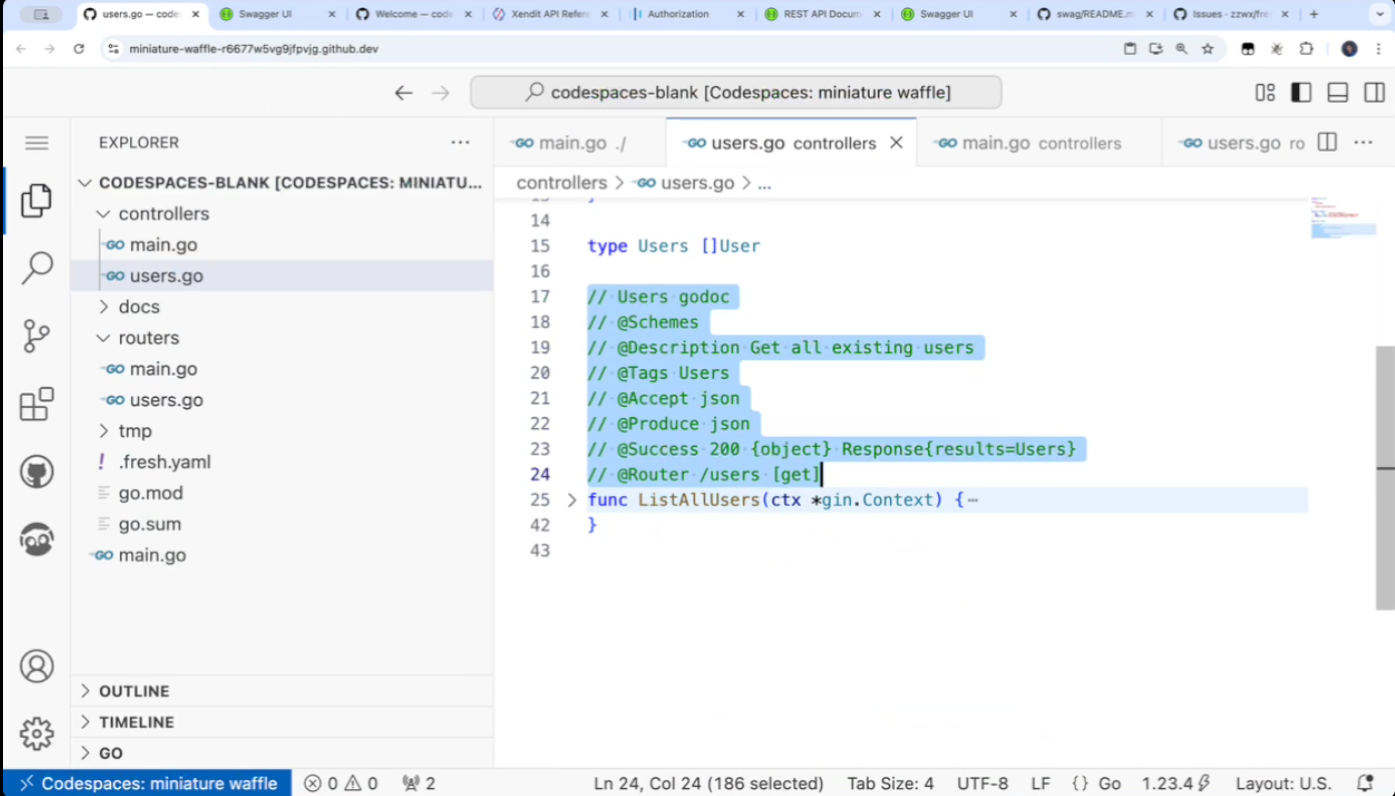 users.go — code
Swagger UI
Welcome — code
Xendit API Refer
Authorization
REST API Docum
Swagger UI
swag/README.m
Issues - zzwx/fre
miniature-waffle-r6677w5vg9jfpvjg.github.dev
codespaces-blank [Codespaces: miniature waffle]
EXPLORER
CODESPACES-BLANK [CODESPACES: MINIATU...
controllers
main.go
users.go
docs
routers
main.go
users.go
tmp
! .fresh.yaml
go.mod
go.sum
GO main.go
OUTLINE
TIMELINE
GO
GO main.go ./
GO users.go controllers
GO main.go controllers
GO users.go ro
controllers > GO users.go > ...
14
15 type Users []User
16
17 // Users godoc
18 // @Schemes
19 // @Description Get all existing users
20 // @Tags Users
21 // @Accept json
22 // @Produce json
23 // @Success 200 {object} Response{results=Users}
24 // @Router /users [get]
25 func ListAllUsers(ctx *gin.Context) {…
42 }
43
Codespaces: miniature waffle
0 0
2
Ln 24, Col 24 (186 selected)
Tab Size: 4
UTF-8
LF
{} Go
1.23.4
Layout: U.S.